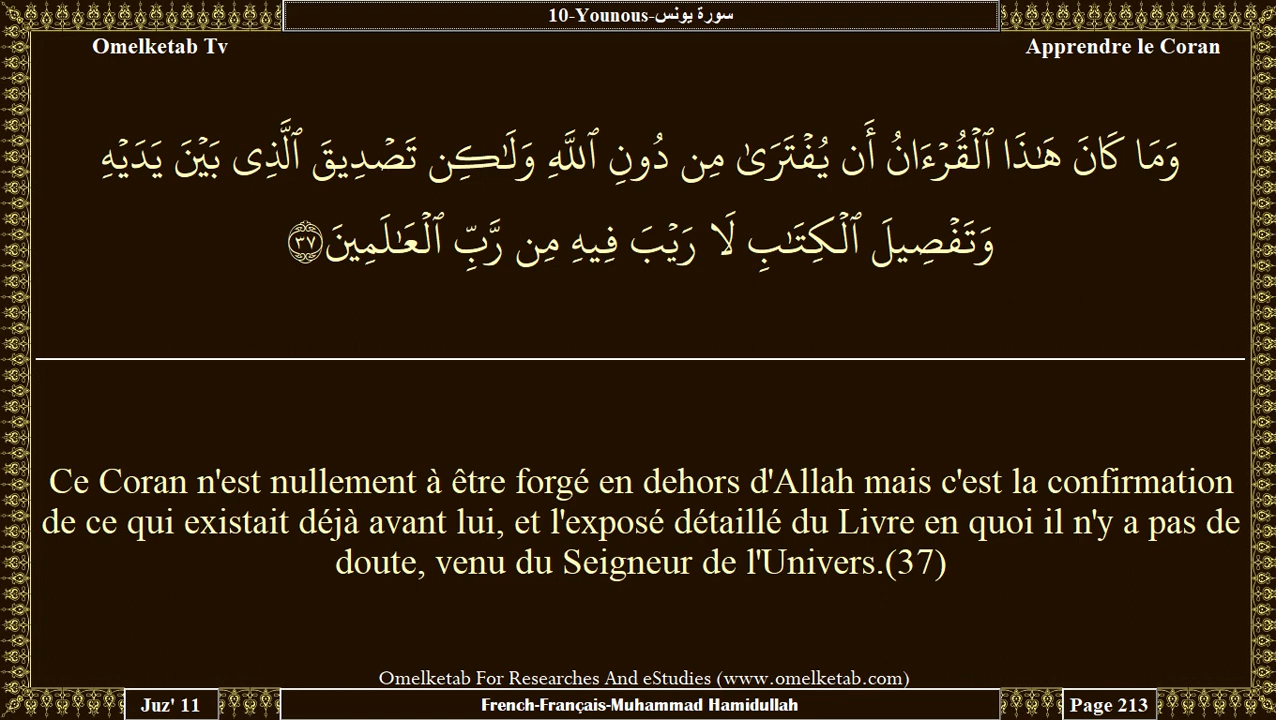 10-Younous-سورة يونس
Omelketab Tv
Apprendre le Coran
وَمَا كَانَ هَـٰذَا ٱلْقُرْءَانُ أَن يُفْتَرَىٰ مِن دُونِ ٱللَّهِ وَلَـٰكِن تَصْدِيقَ ٱلَّذِى بَيْنَ يَدَيْهِ
وَتَفْصِيلَ ٱلْكِتَـٰبِ لَا رَيْبَ فِيهِ مِن رَّبِّ ٱلْعَـٰلَمِينَ ٣٧
Ce Coran n'est nullement à être forgé en dehors d'Allah mais c'est la confirmation
de ce qui existait déjà avant lui, et l'exposé détaillé du Livre en quoi il n'y a pas de
doute, venu du Seigneur de l'Univers.(37)
Omelketab For Researches And eStudies (www.omelketab.com)
Juz' 11
French-Français-Muhammad Hamidullah
Page 213